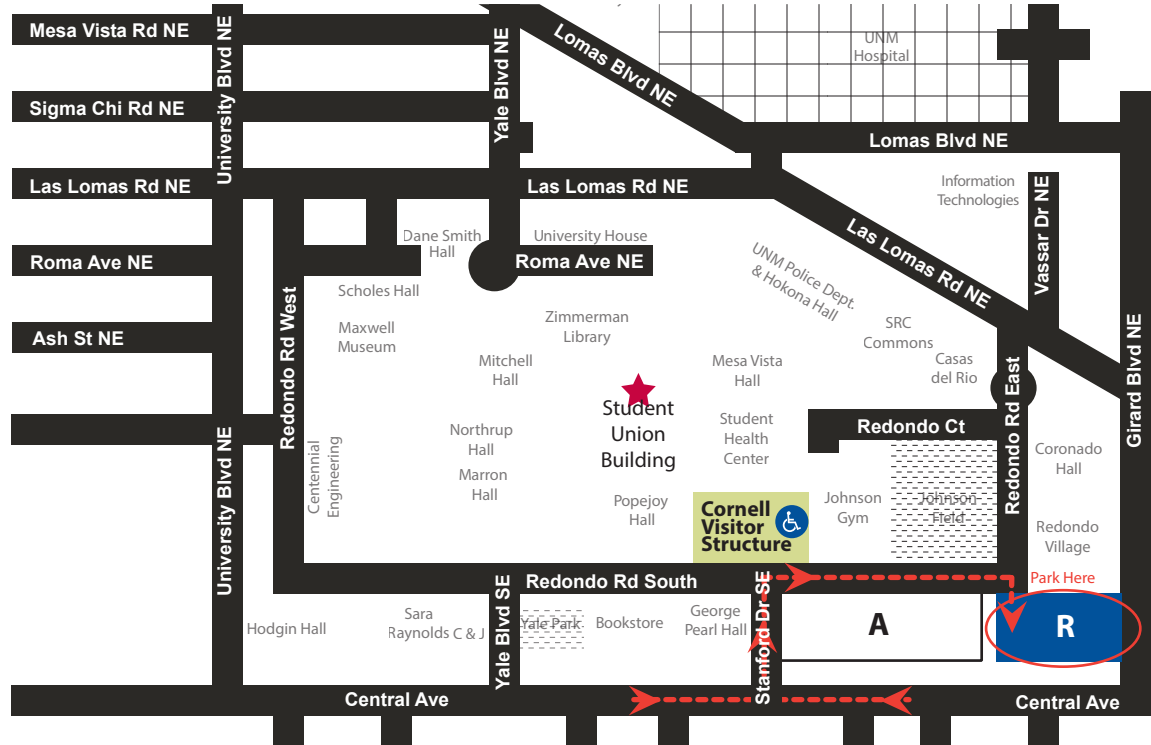 Mesa Vista Rd NE
University Blvd NE
Yale Blvd NE
Lomas Blvd NE
UNM
Hospital
Sigma Chi Rd NE
Lomas Blvd NE
Las Lomas Rd NE
Las Lomas Rd NE
Information
Technologies
Vassar Dr NE
Dane Smith
Hall
University House
Roma Ave NE
Roma Ave NE
UNM Police Dept.
& Hokona Hall
Las Lomas Rd NE
Scholes Hall
Redondo Rd West
Maxwell
Museum
Zimmerman
Library
SRC
Commons
Ash St NE
Mitchell
Hall
Mesa Vista
Hall
Casas
del Rio
Girard Blvd NE
Student
Union
Building
Student
Health
Center
Redondo Ct
Redondo Rd East
Northrup
Hall
Coronado
Hall
Centennial
Engineering
Marron
Hall
University Blvd NE
Popejoy
Hall
Cornell
Visitor
Structure
Johnson
Gym
Johnson
Field
Redondo
Village
Redondo Rd South
Park Here
Yale Blvd SE
Stanford Dr SE
Hodgin Hall
Sara
Raynolds
C & J
Yale Park
Bookstore
George
Pearl Hall
A
R
Central Ave
Central Ave